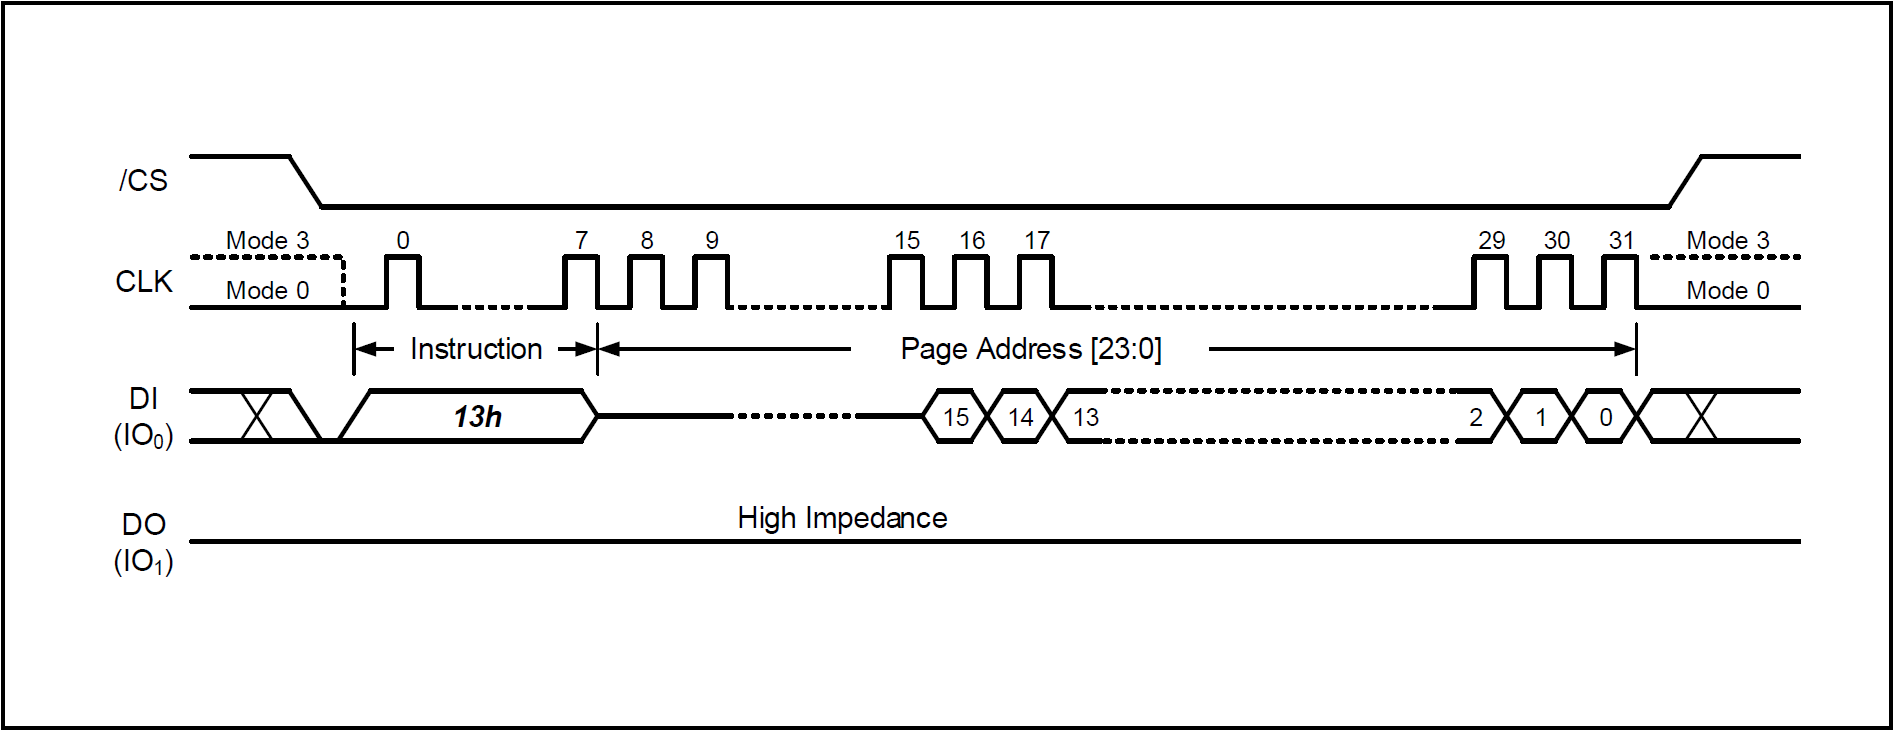 /CS
Mode 3 0 7 8 9 15 16 17 29 30 31 Mode 3
CLK
Mode 0 Mode 0
Instruction Page Address [23:0]
DI
(IO0)
13h 15 14 13 2 1 0
High Impedance
DO
(IO1)